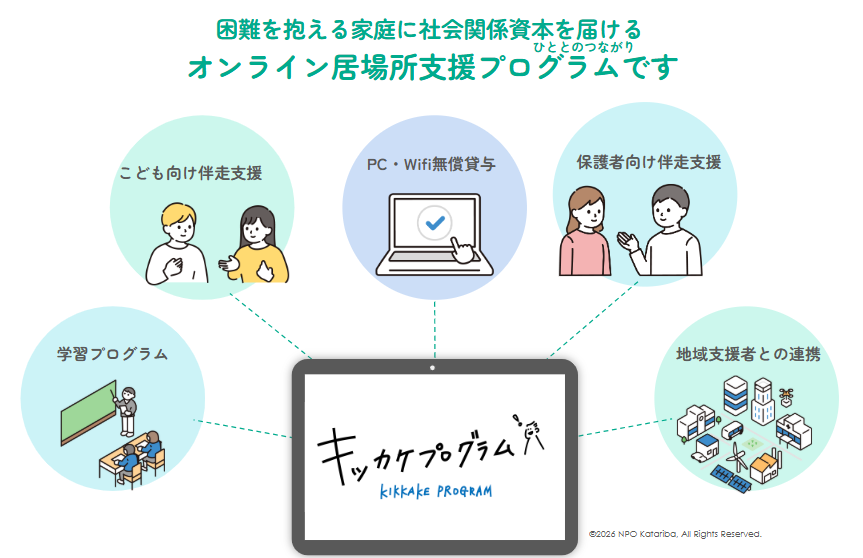 困難を抱える家庭に社会関係資本を届ける
ひととのつながり
オンライン居場所支援プログラムです
こども向け伴走支援
PC・Wifi無償貸与
保護者向け伴走支援
学習プログラム
地域支援者との連携
キッカケプログラム
KIKKAKE PROGRAM
©2026 NPO Katariba, All Rights Reserved.